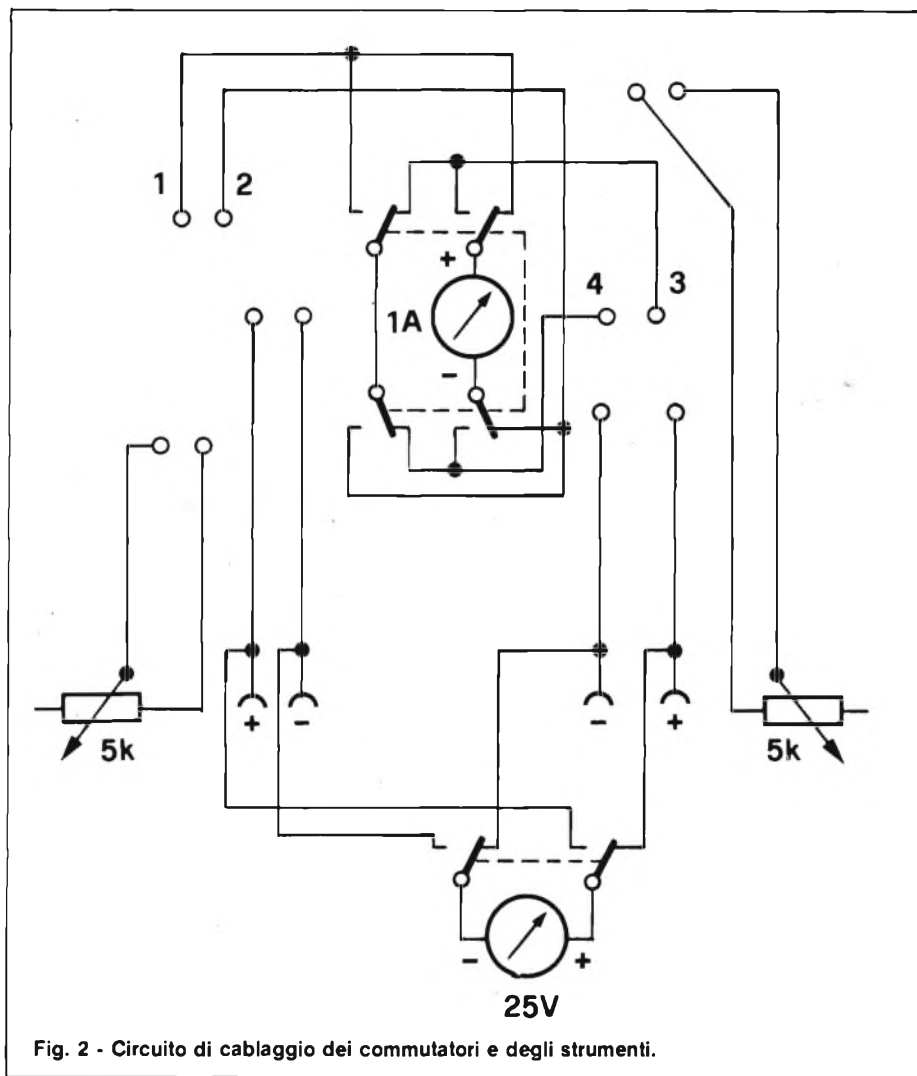 1 2
+
1A
-
4 3
+ -
- +
5k
5k
- +
25V
Fig. 2 - Circuito di cablaggio dei commutatori e degli strumenti.